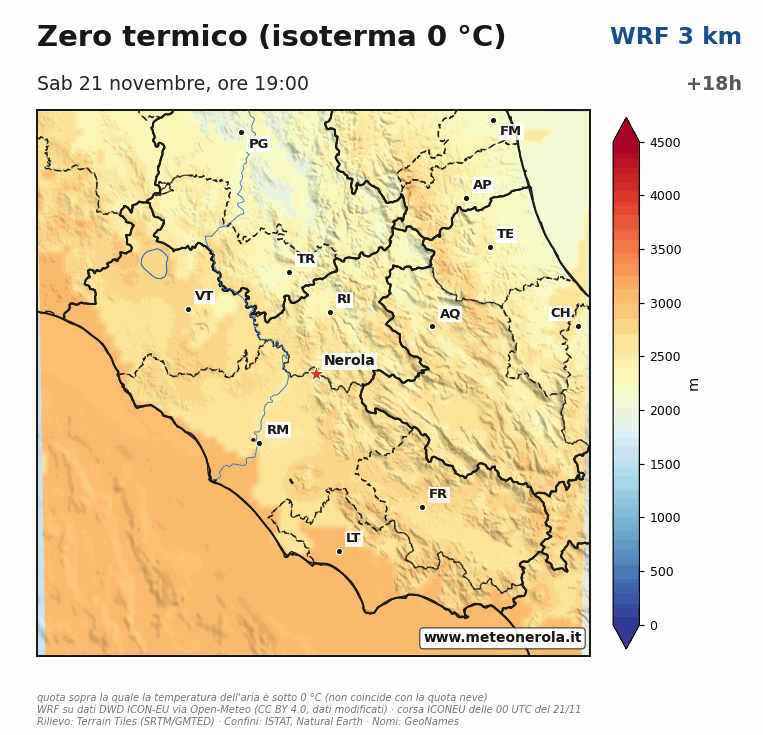 Zero termico (isoterma 0 °C)
WRF 3 km
Sab 21 novembre, ore 19:00
+18h
FM
PG
AP
TE
TR
VT
RI
AQ
CH
Nerola
RM
FR
LT
www.meteonerola.it
4500
4000
3500
3000
2500
2000
1500
1000
500
0
m
quota sopra la quale la temperatura dell'aria è sotto 0 °C (non coincide con la quota neve)
WRF su dati DWD ICON-EU via Open-Meteo (CC BY 4.0, dati modificati) · corsa ICONEU delle 00 UTC del 21/11
Rilievo: Terrain Tiles (SRTM/GMTED) · Confini: ISTAT, Natural Earth · Nomi: GeoNames